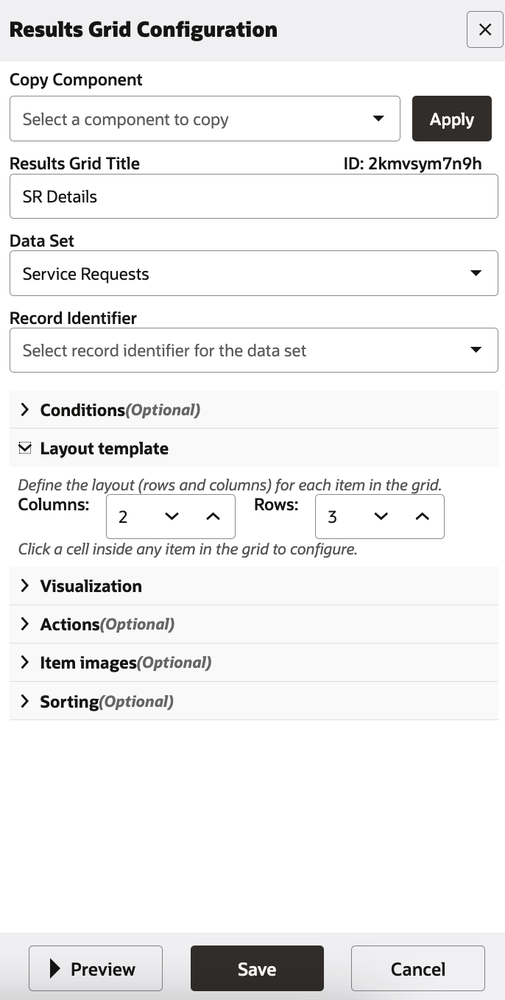 Results Grid Configuration
Copy Component
Select a component to copy
Apply
Results Grid Title ID: 2kmvsym7n9h
SR Details
Data Set
Service Requests
Record Identifier
Select record identifier for the data set
Conditions(Optional)
Layout template
Define the layout (rows and columns) for each item in the grid.
Columns: 2 Rows: 3
Click a cell inside any item in the grid to configure.
Visualization
Actions(Optional)
Item images(Optional)
Sorting(Optional)
Preview Save Cancel